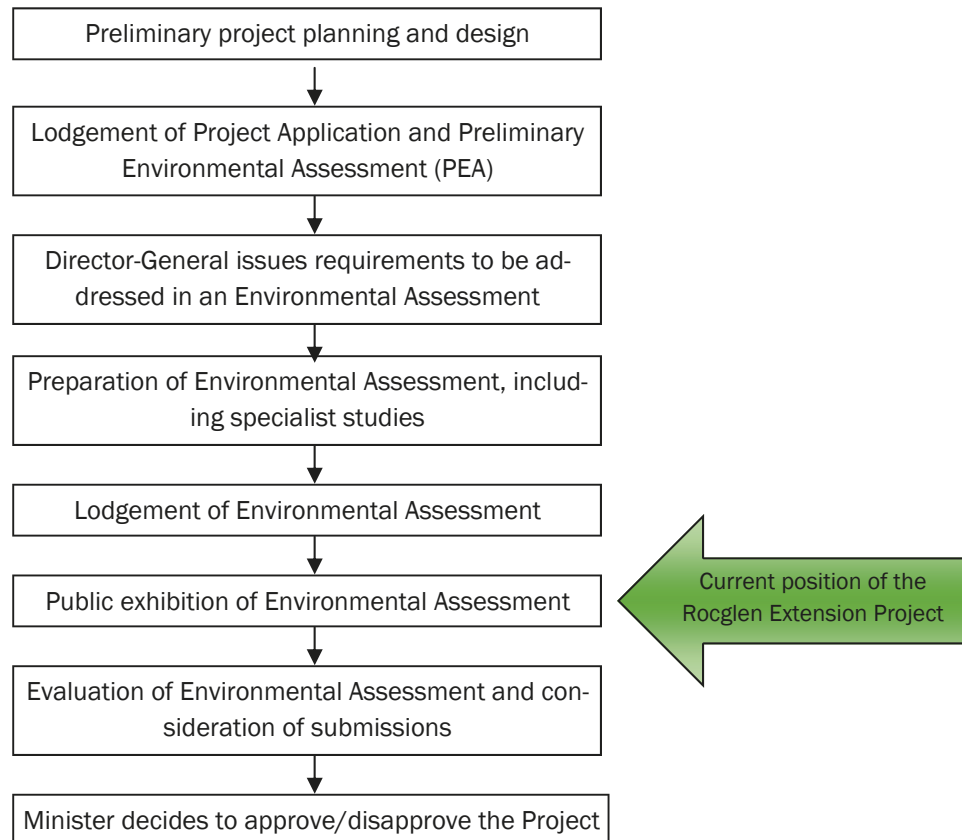 Preliminary project planning and design
Lodgement of Project Application and Preliminary
Environmental Assessment (PEA)
Director-General issues requirements to be ad-
dressed in an Environmental Assessment
Preparation of Environmental Assessment, includ-
ing specialist studies
Lodgement of Environmental Assessment
Public exhibition of Environmental Assessment
Current position of the
Rocglen Extension Project
Evaluation of Environmental Assessment and con-
sideration of submissions
Minister decides to approve/disapprove the Project